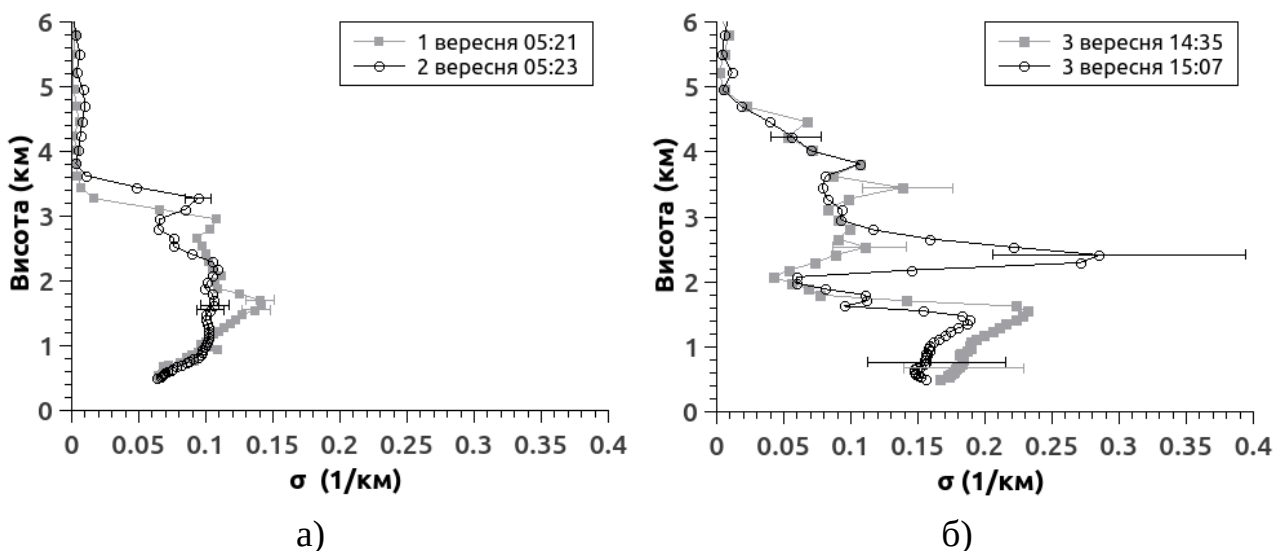 6
5
4
3
2
1
0
Висота (км)
1 вересня 05:21
2 вересня 05:23
0 0.05 0.1 0.15 0.2 0.25 0.3 0.35 0.4
σ (1/км)
а)
6
5
4
3
2
1
0
Висота (км)
3 вересня 14:35
3 вересня 15:07
0 0.05 0.1 0.15 0.2 0.25 0.3 0.35 0.4
σ (1/км)
б)